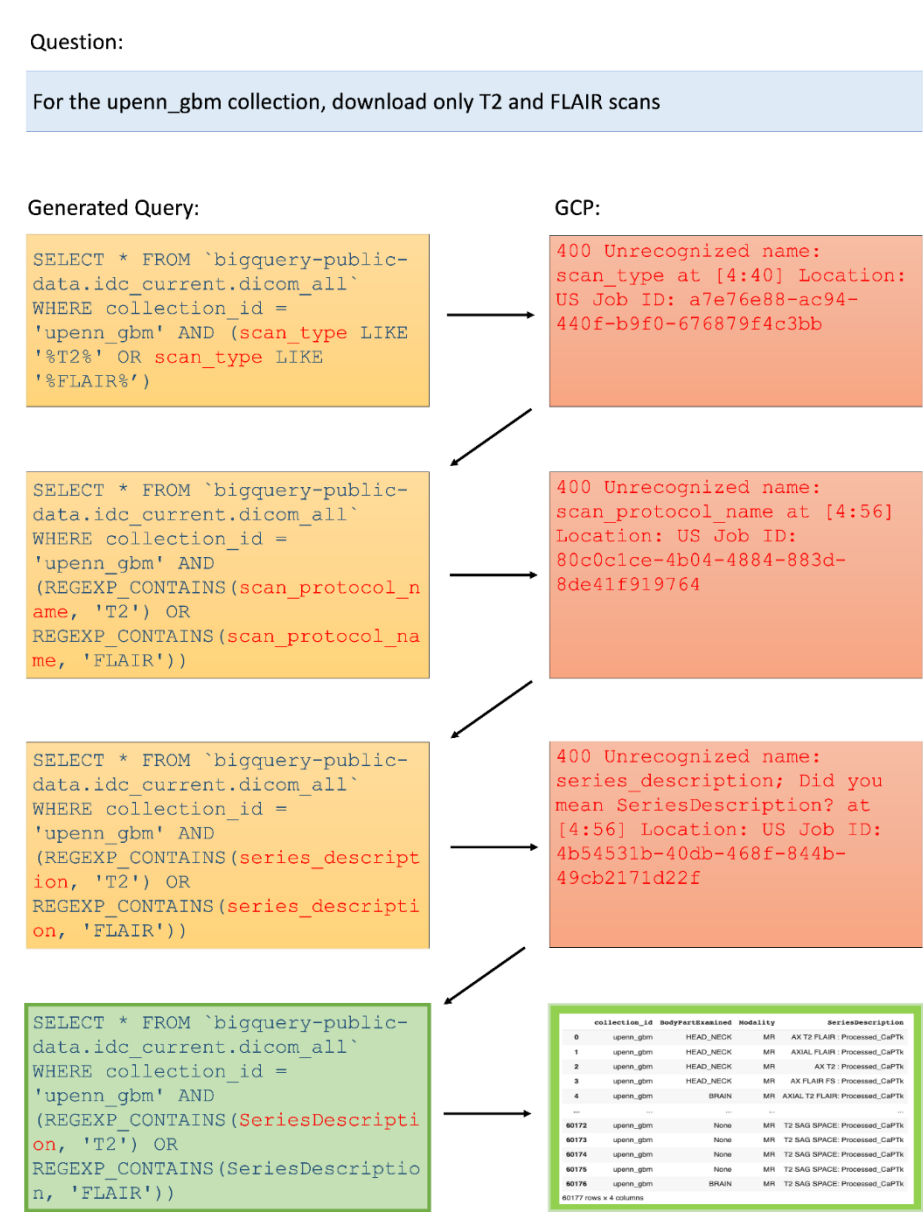 Question:
For the upenn_gbm collection, download only T2 and FLAIR scans
Generated Query:
GCP:
SELECT * FROM `bigquery-public-
data.idc_current.dicom_all`
WHERE collection_id =
'upenn_gbm' AND (scan_type LIKE
'%T2%' OR scan_type LIKE
'%FLAIR%’)
400 Unrecognized name:
scan_type at [4:40] Location:
US Job ID: a7e76e88-ac94-
440f-b9f0-676879f4c3bb
SELECT * FROM `bigquery-public-
data.idc_current.dicom_all`
WHERE collection_id =
'upenn_gbm' AND
(REGEXP_CONTAINS(scan_protocol_n
ame, 'T2') OR
REGEXP_CONTAINS(scan_protocol_na
me, 'FLAIR'))
400 Unrecognized name:
scan_protocol_name at [4:56]
Location: US Job ID:
80c0c1ce-4b04-4884-883d-
8de41f919764
SELECT * FROM `bigquery-public-
data.idc_current.dicom_all`
WHERE collection_id =
'upenn_gbm' AND
(REGEXP_CONTAINS(series_descript
ion, 'T2') OR
REGEXP_CONTAINS(series_descripti
on, 'FLAIR'))
400 Unrecognized name:
series_description; Did you
mean SeriesDescription? at
[4:56] Location: US Job ID:
4b54531b-40db-468f-844b-
49cb2171d22f
SELECT * FROM `bigquery-public-
data.idc_current.dicom_all`
WHERE collection_id =
'upenn_gbm' AND
(REGEXP_CONTAINS(SeriesDescripti
on, 'T2') OR
REGEXP_CONTAINS(SeriesDescriptio
n, 'FLAIR'))
collection_id BodyPartExamined Modality SeriesDescription
0 upenn_gbm HEAD_NECK MR AX T2 FLAIR : Processed_CaPTk
1 upenn_gbm HEAD_NECK MR AXIAL FLAIR : Processed_CaPTk
2 upenn_gbm HEAD_NECK MR AX T2 : Processed_CaPTk
3 upenn_gbm HEAD_NECK MR AX FLAIR FS : Processed_CaPTk
4 upenn_gbm BRAIN MR AXIAL T2 FLAIR: Processed_CaPTk
... ... ... ... ...
60172 upenn_gbm None MR T2 SAG SPACE: Processed_CaPTk
60173 upenn_gbm None MR T2 SAG SPACE: Processed_CaPTk
60174 upenn_gbm None MR T2 SAG SPACE: Processed_CaPTk
60175 upenn_gbm None MR T2 SAG SPACE: Processed_CaPTk
60176 upenn_gbm BRAIN MR T2 SAG SPACE: Processed_CaPTk
60177 rows × 4 columns